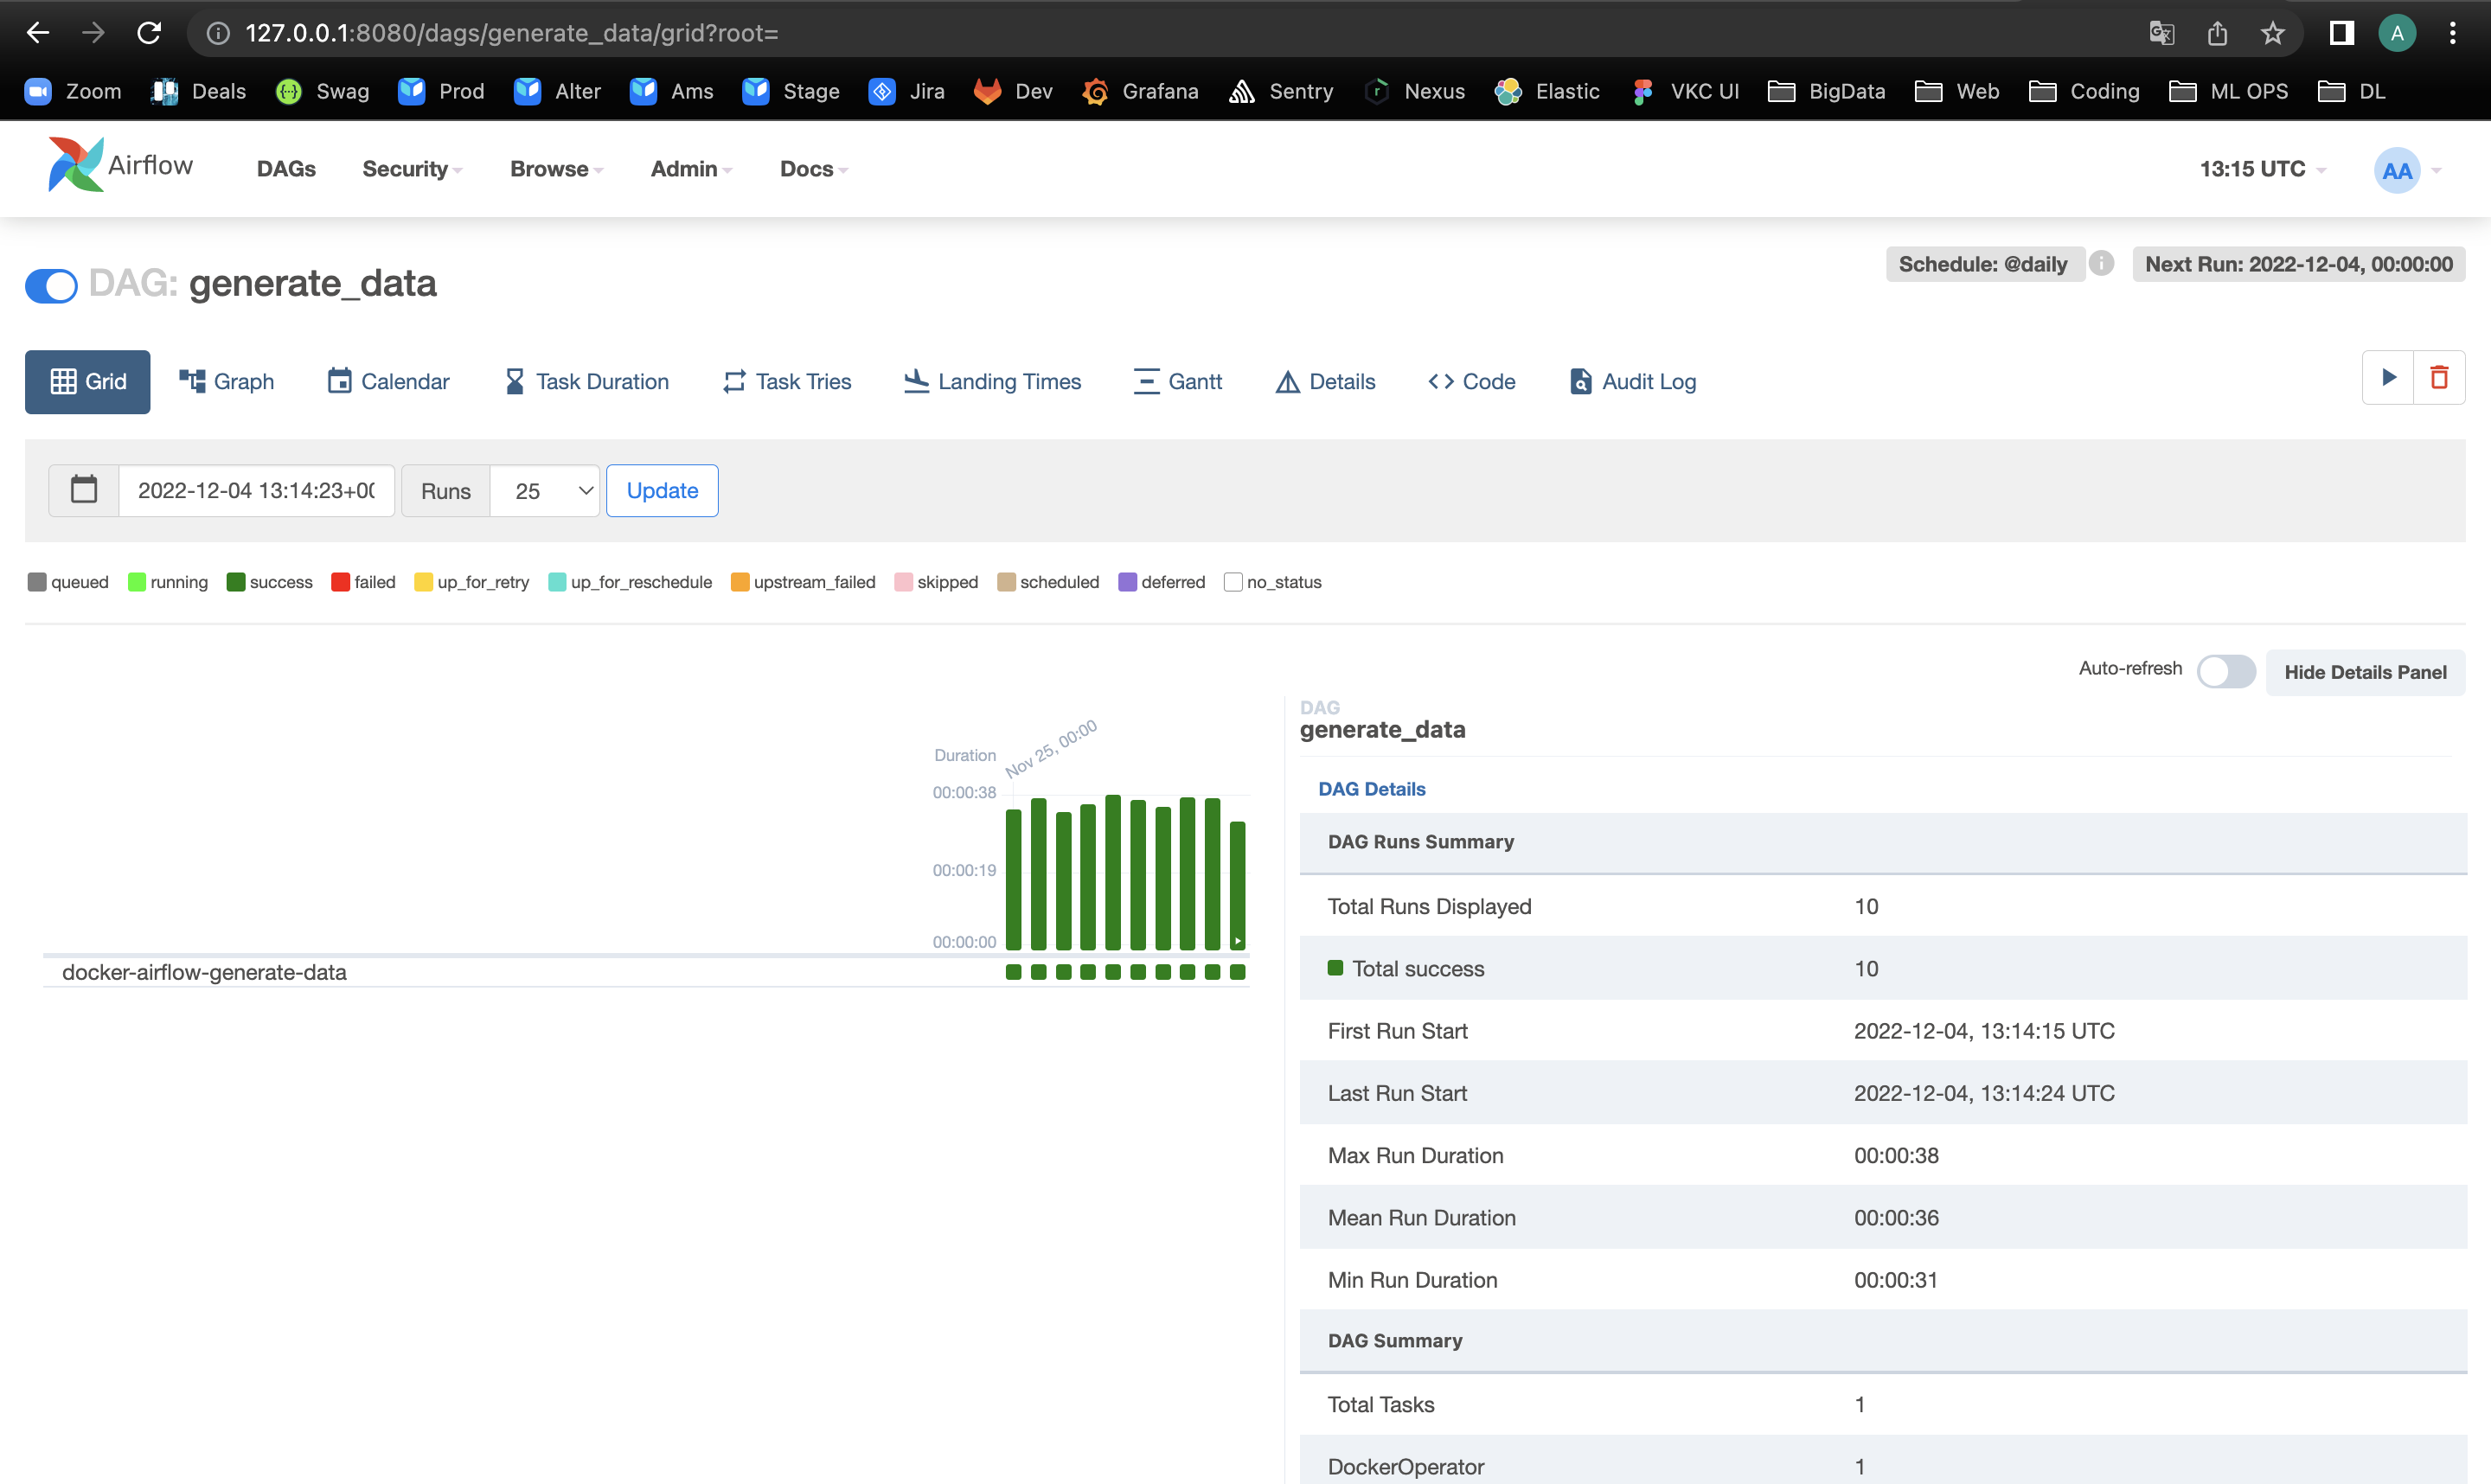 127.0.0.1:8080/dags/generate_data/grid?root=
A
Zoom Deals Swag Prod Alter Ams Stage Jira Dev Grafana Sentry Nexus Elastic VKC UI BigData Web Coding ML OPS DL
Airflow DAGs Security Browse Admin Docs 13:15 UTC AA
Schedule: @daily Next Run: 2022-12-04, 00:00:00
DAG: generate_data
Grid Graph Calendar Task Duration Task Tries Landing Times Gantt Details Code Audit Log
2022-12-04 13:14:23+00 Runs 25 Update
queued running success failed up_for_retry up_for_reschedule upstream_failed skipped scheduled deferred no_status
Auto-refresh Hide Details Panel
Duration
Nov 25, 00:00
00:00:38
00:00:19
00:00:00
docker-airflow-generate-data
DAG
generate_data
DAG Details
DAG Runs Summary
Total Runs Displayed 10
Total success 10
First Run Start 2022-12-04, 13:14:15 UTC
Last Run Start 2022-12-04, 13:14:24 UTC
Max Run Duration 00:00:38
Mean Run Duration 00:00:36
Min Run Duration 00:00:31
DAG Summary
Total Tasks 1
DockerOperator 1